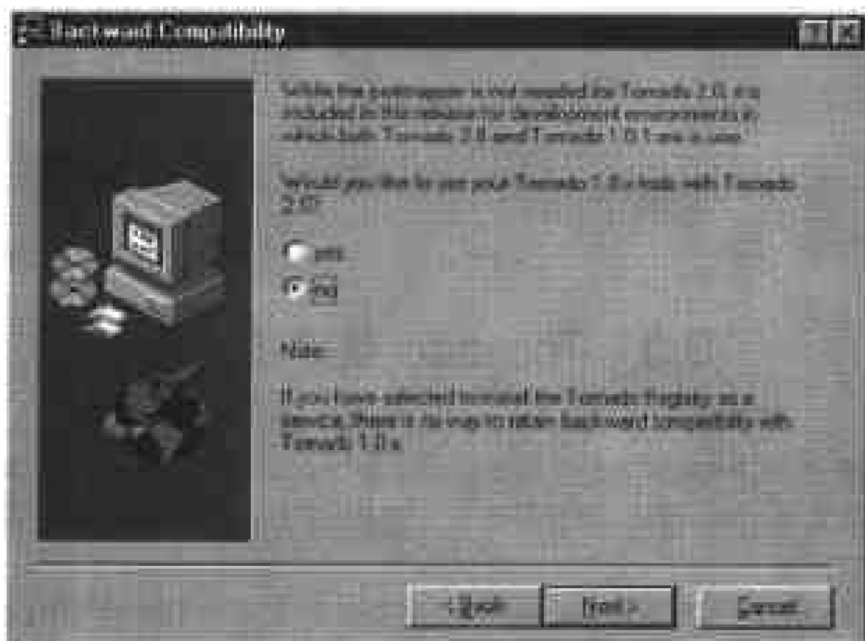 Backward Compatibility
While the portmapper is not needed for Tornado 2.0, it is
included in this release for development environments in
which both Tornado 2.0 and Tornado 1.0.1 are in use.
Would you like to use your Tornado 1.0.x tools with Tornado
2.0?
yes
no
Note:
If you have selected to install the Tornado Registry as a
service, there is no way to retain backward compatibility with
Tornado 1.0.x
< Back
Next >
Cancel